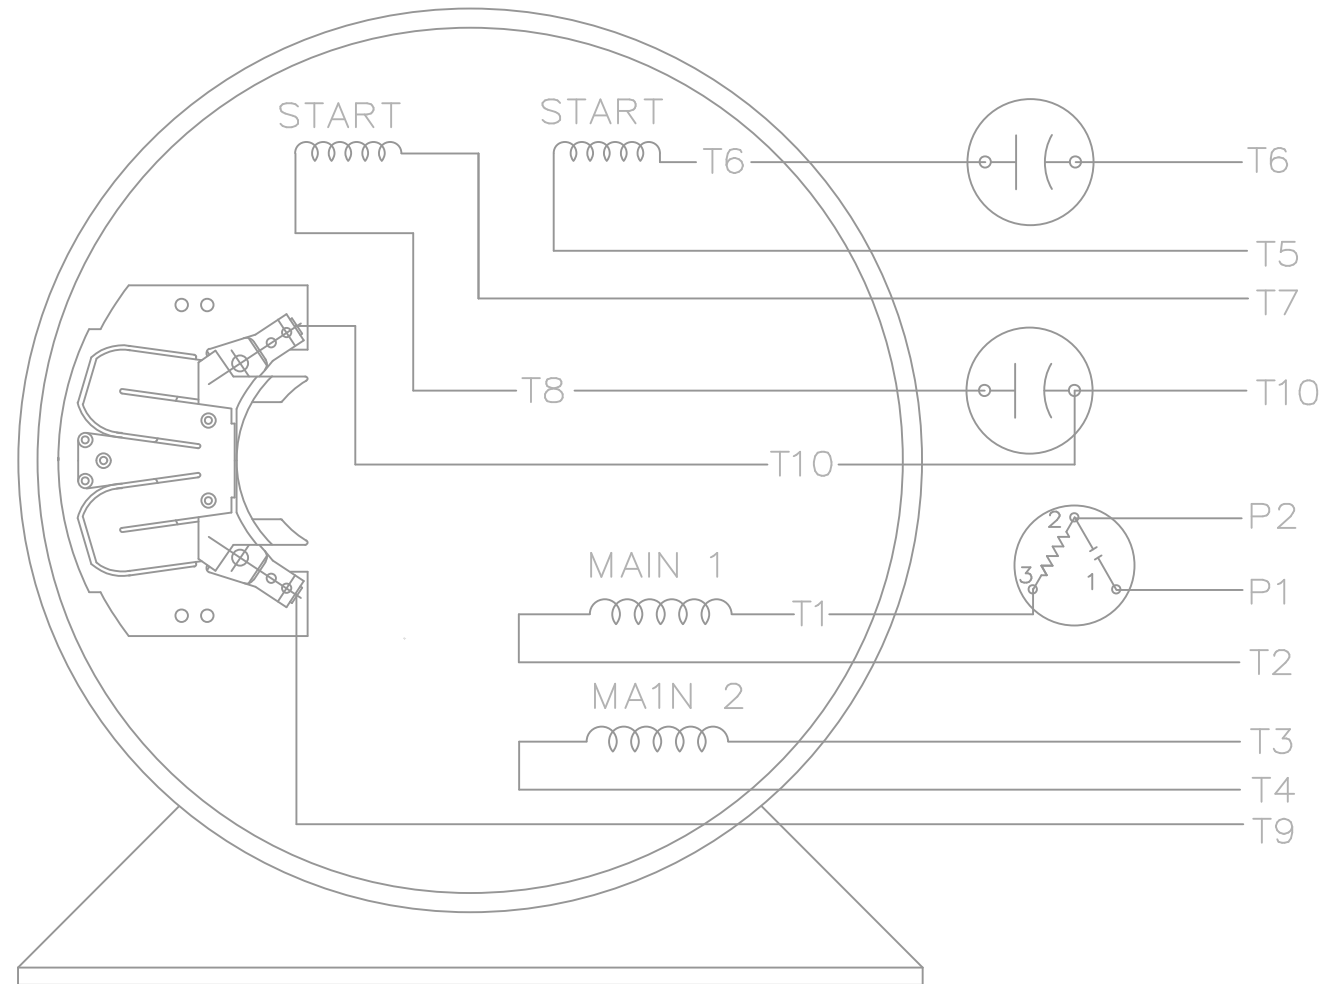 START START
T6 T6
T5
T7
T8 T10
T10
2 P2
3 1 P1
MAIN 1
T1
T2
MA1N 2
T3
T4
T9